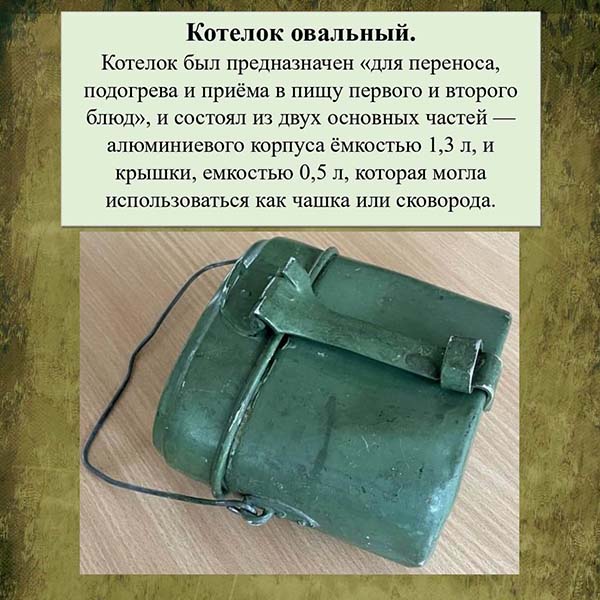 Котелок овальный.
Котелок был предназначен «для переноса,
подогрева и приёма в пищу первого и второго
блюд», и состоял из двух основных частей —
алюминиевого корпуса ёмкостью 1,3 л, и
крышки, емкостью 0,5 л, которая могла
использоваться как чашка или сковорода.